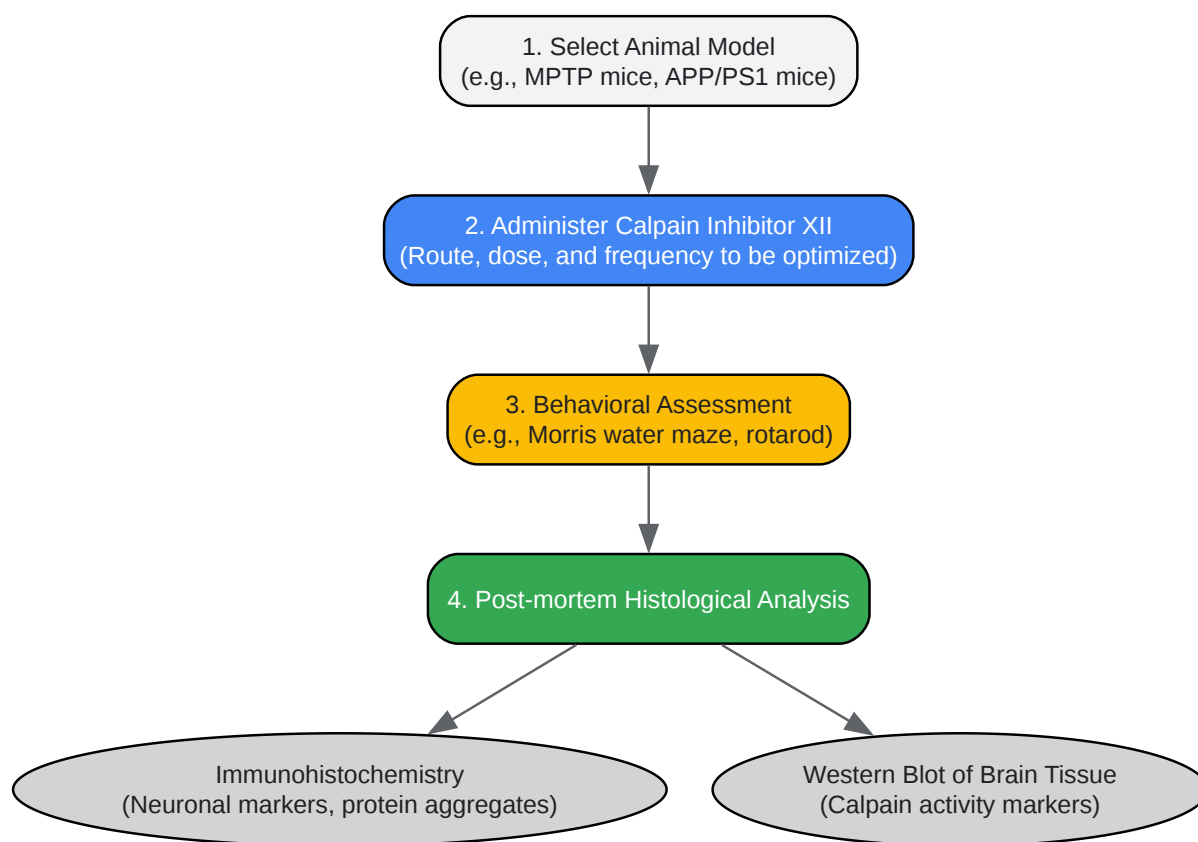 1. Select Animal Model
(e.g., MPTP mice, APP/PS1 mice)
2. Administer Calpain Inhibitor XII
(Route, dose, and frequency to be optimized)
3. Behavioral Assessment
(e.g., Morris water maze, rotarod)
4. Post-mortem Histological Analysis
Immunohistochemistry
(Neuronal markers, protein aggregates)
Western Blot of Brain Tissue
(Calpain activity markers)